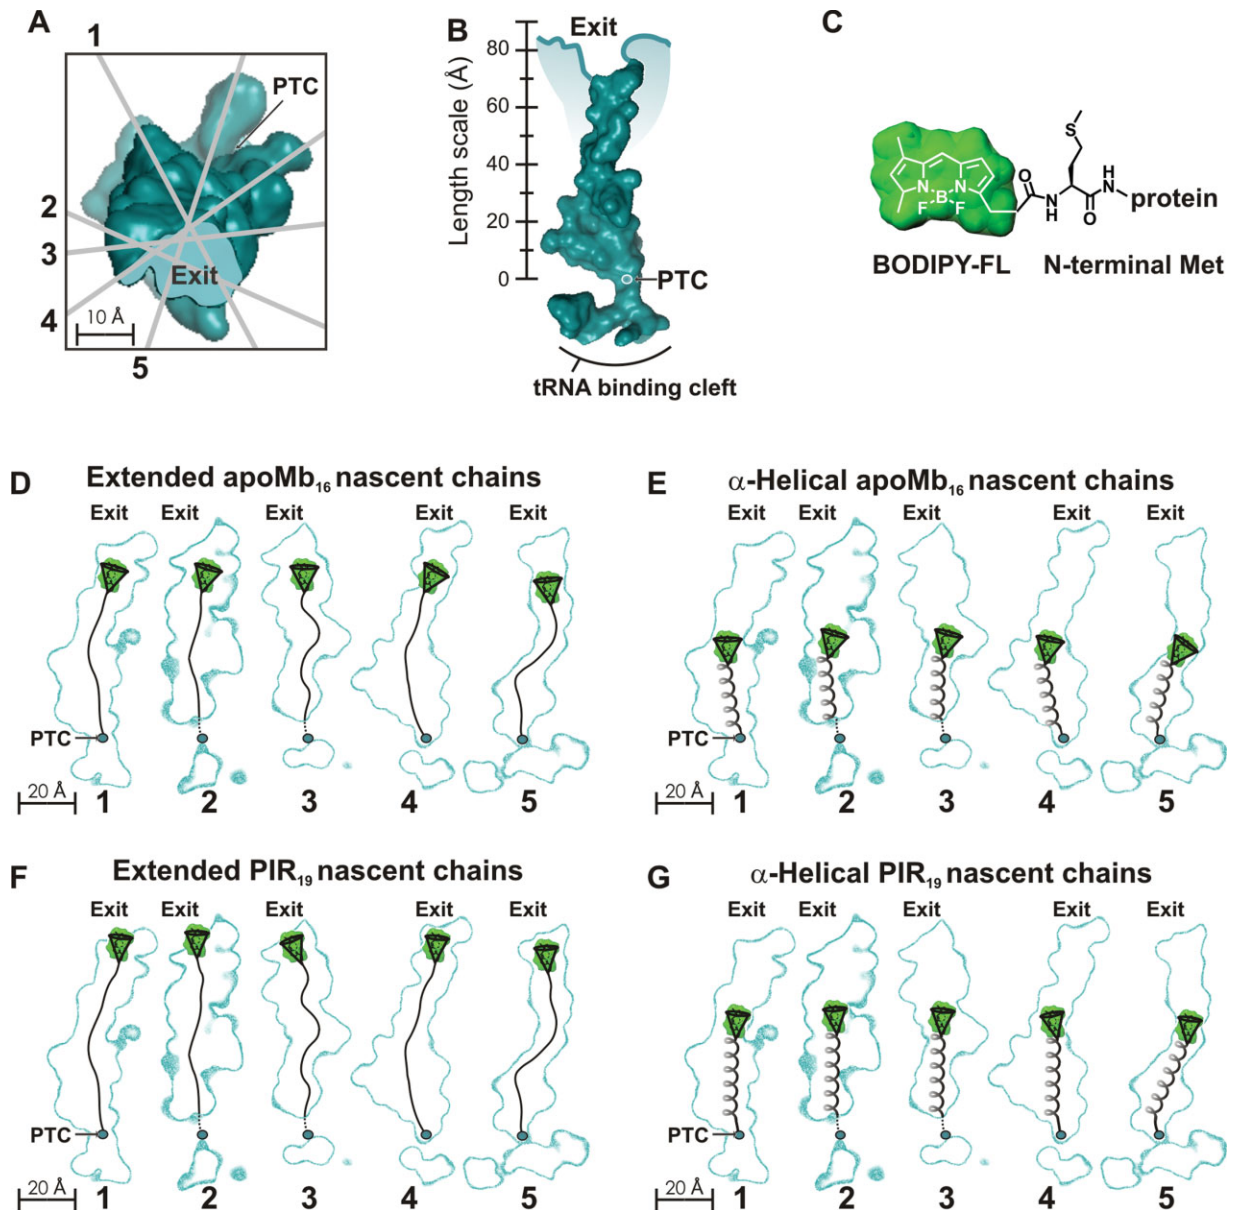 A
1
PTC
2
3
4
5
Exit
10 Å
B
Exit
Length scale (Å)
80
60
40
20
0
PTC
tRNA binding cleft
C
S
O
N
H
O
H
N
protein
N
B
N
F
F
BODIPY-FL
N-terminal Met
D
Extended apoMb16 nascent chains
Exit Exit Exit Exit Exit
PTC
20 Å
1 2 3 4 5
E
α-Helical apoMb16 nascent chains
Exit Exit Exit Exit Exit
PTC
20 Å
1 2 3 4 5
F
Extended PIR19 nascent chains
Exit Exit Exit Exit Exit
PTC
20 Å
1 2 3 4 5
G
α-Helical PIR19 nascent chains
Exit Exit Exit Exit Exit
PTC
20 Å
1 2 3 4 5